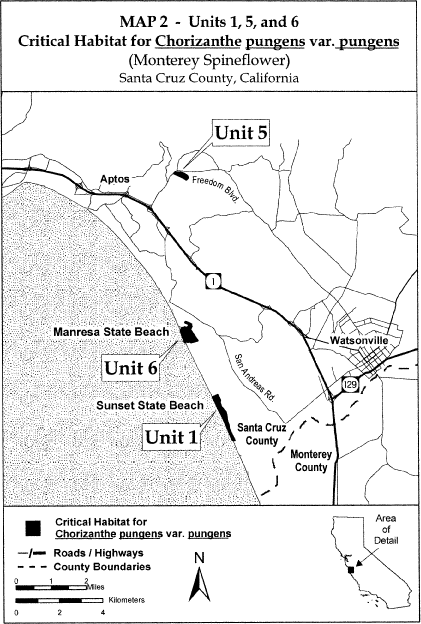 MAP 2 - Units 1, 5, and 6
Critical Habitat for Chorizanthe pungens var. pungens
(Monterey Spineflower)
Santa Cruz County, California
Unit 5
Aptos
Freedom Blvd.
1
Manresa State Beach
Watsonville
Unit 6
San Andreas Rd.
129
Sunset State Beach
Santa Cruz
County
Unit 1
Monterey
County
Critical Habitat for
Chorizanthe pungens var. pungens
Roads / Highways
County Boundaries
0 1 2
Miles
Kilometers
0 2 4
N
Area
of
Detail